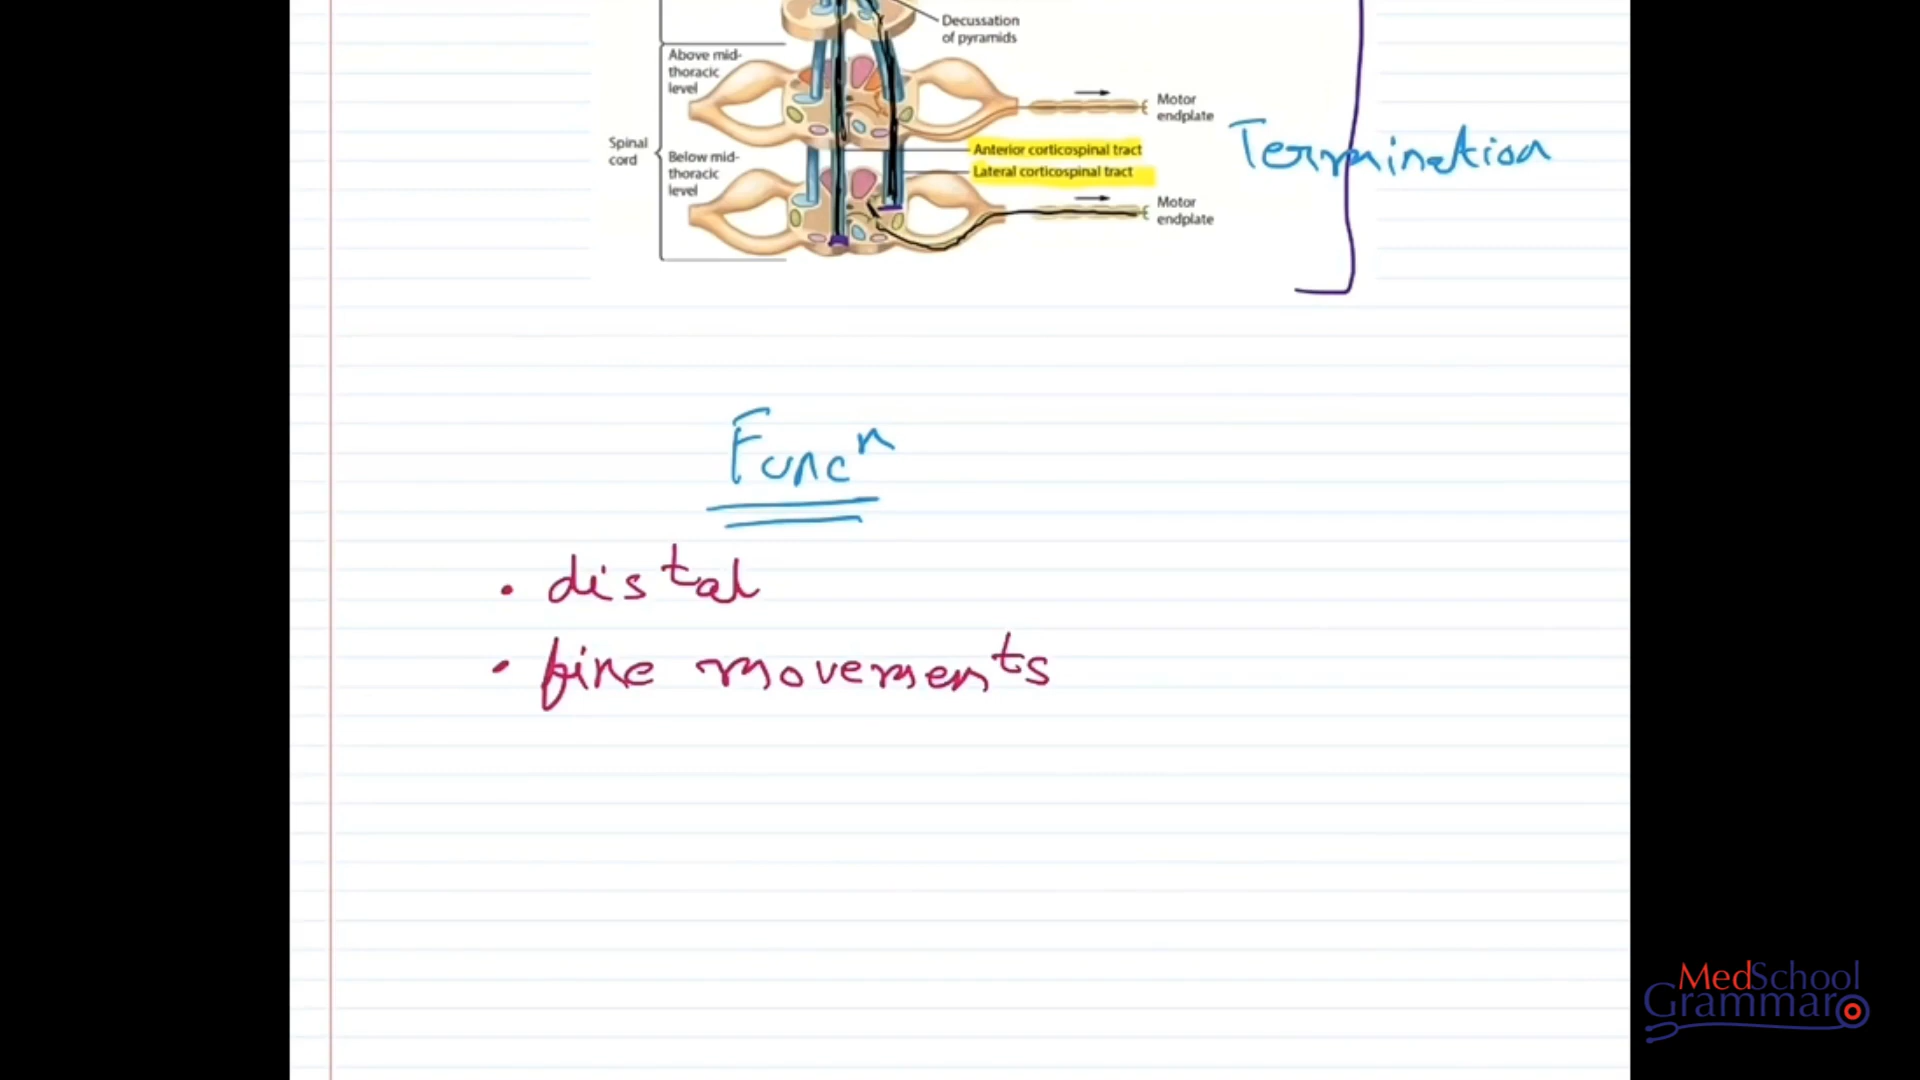 Decussation
of pyramids
Above mid-
thoracic
level
Motor
endplate
Spinal
cord
Anterior corticospinal tract
Lateral corticospinal tract
Termination
Below mid-
thoracic
level
Motor
endplate
Funcⁿ
• distal
• fine movements
MedSchool
Grammar